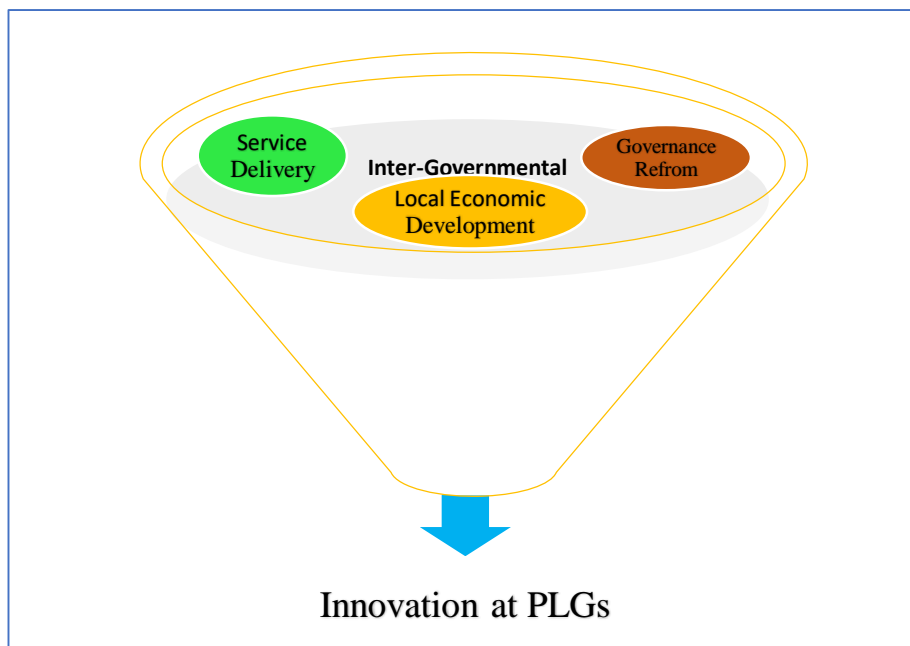 Service
Delivery
Inter-Governmental
Governance
Refrom
Local Economic
Development
Innovation at PLGs